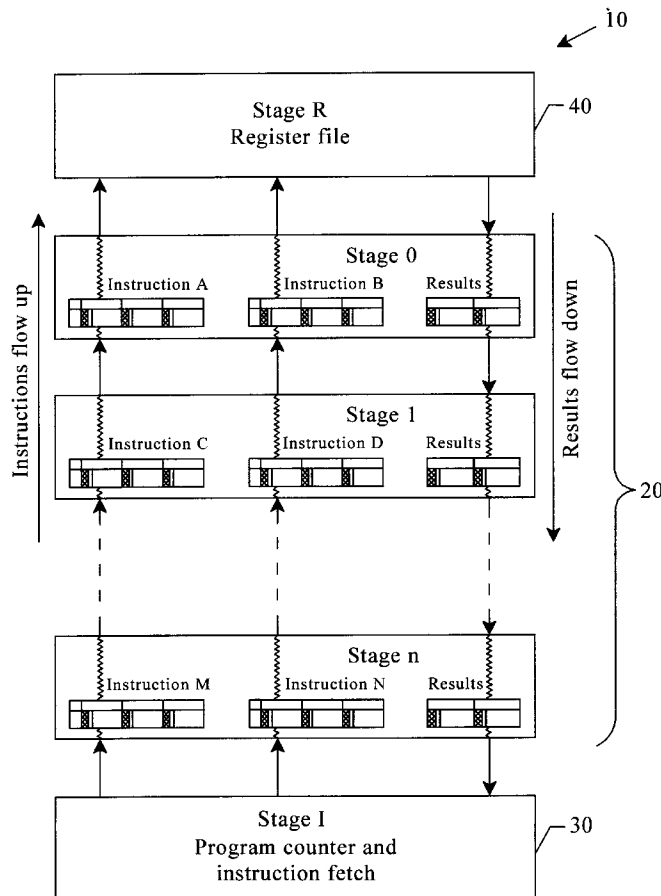 10
Stage R
Register file
40
Instructions flow up
Stage 0
Instruction A
Instruction B
Results
Stage 1
Instruction C
Instruction D
Results
Results flow down
20
Stage n
Instruction M
Instruction N
Results
Stage I
Program counter and
instruction fetch
30